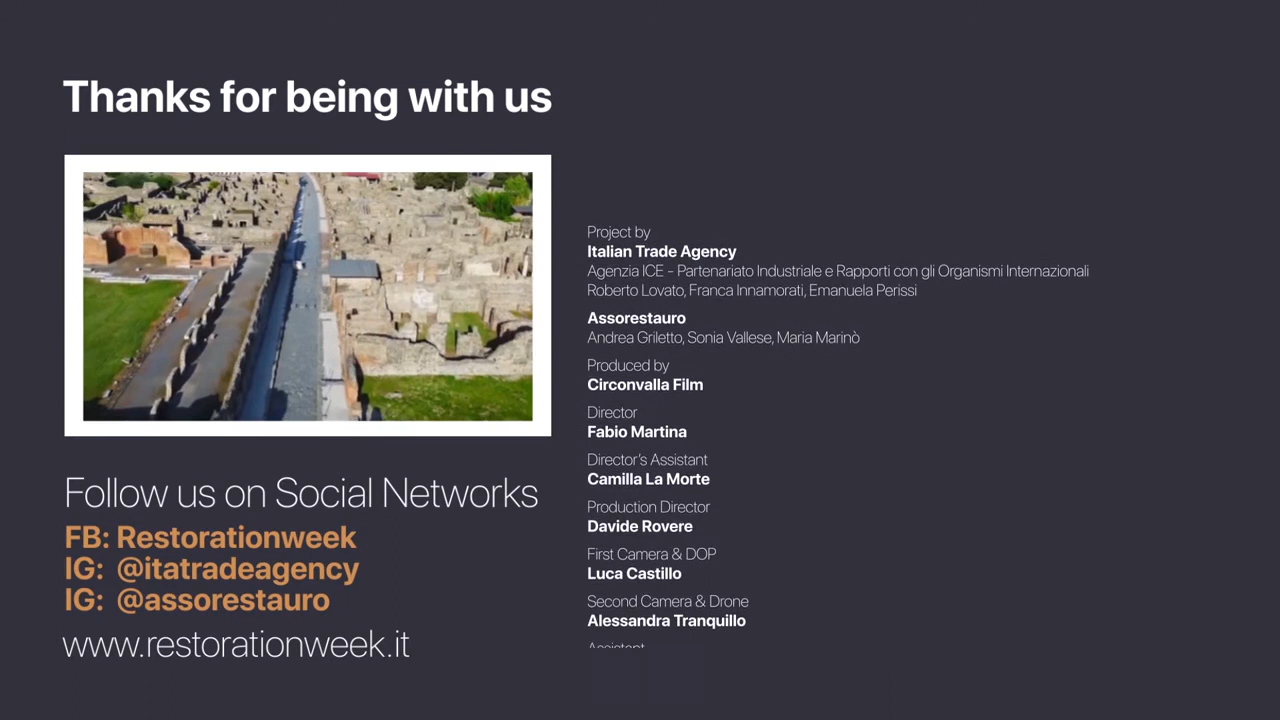 Thanks for being with us
Follow us on Social Networks
FB: Restorationweek
IG: @itatradeagency
IG: @assorestauro
www.restorationweek.it
Project by
Italian Trade Agency
Agenzia ICE - Partenariato Industriale e Rapporti con gli Organismi Internazionali
Roberto Lovato, Franca Innamorati, Emanuela Perissi
Assorestauro
Andrea Griletto, Sonia Vallese, Maria Marinò
Produced by
Circonvalla Film
Director
Fabio Martina
Director’s Assistant
Camilla La Morte
Production Director
Davide Rovere
First Camera & DOP
Luca Castillo
Second Camera & Drone
Alessandra Tranquillo